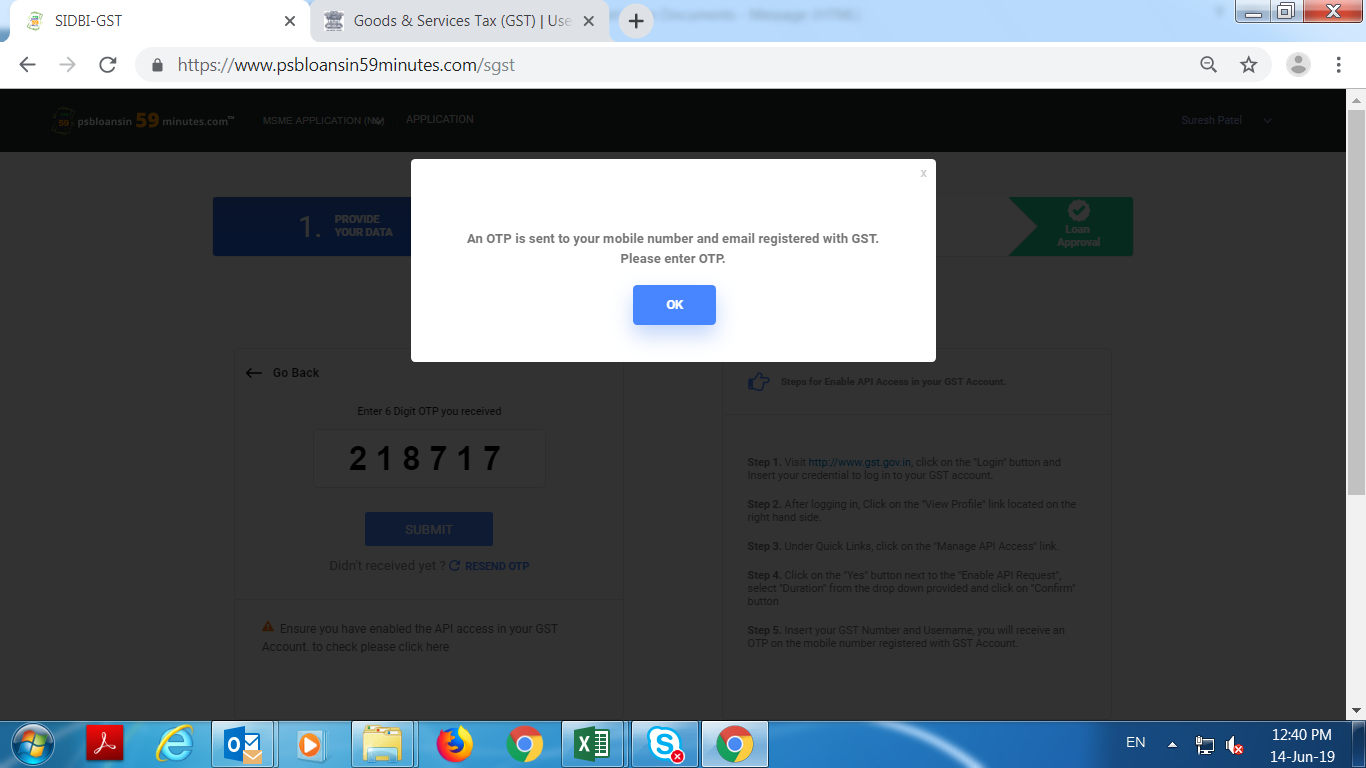 SIDBI-GST
Goods & Services Tax (GST) | Use
https://www.psbloansin59minutes.com/sgst
psbloansin 59 minutes.com™
MSME APPLICATION
APPLICATION
Suresh Patel
x
1. PROVIDE
YOUR DATA
Loan
Approval
An OTP is sent to your mobile number and email registered with GST.
Please enter OTP.
OK
Go Back
Enter 6 Digit OTP you received
218717
SUBMIT
Didn't received yet ? RESEND OTP
Ensure you have enabled the API access in your GST
Account. to check please click here
Steps for Enable API Access in your GST Account.
Step 1. Visit http://www.gst.gov.in, click on the "Login" button and
Insert your credential to log in to your GST account.
Step 2. After logging in, Click on the "View Profile" link located on the
right hand side.
Step 3. Under Quick Links, click on the "Manage API Access" link.
Step 4. Click on the "Yes" button next to the "Enable API Request",
select "Duration" from the drop down provided and click on "Confirm"
button
Step 5. Insert your GST Number and Username, you will receive an
OTP on the mobile number registered with GST Account.
EN
12:40 PM
14-Jun-19